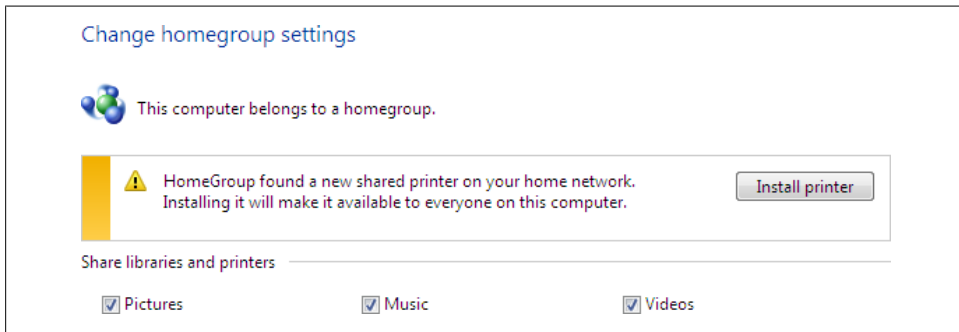 Change homegroup settings
This computer belongs to a homegroup.
HomeGroup found a new shared printer on your home network.
Installing it will make it available to everyone on this computer.
Install printer
Share libraries and printers
Pictures
Music
Videos